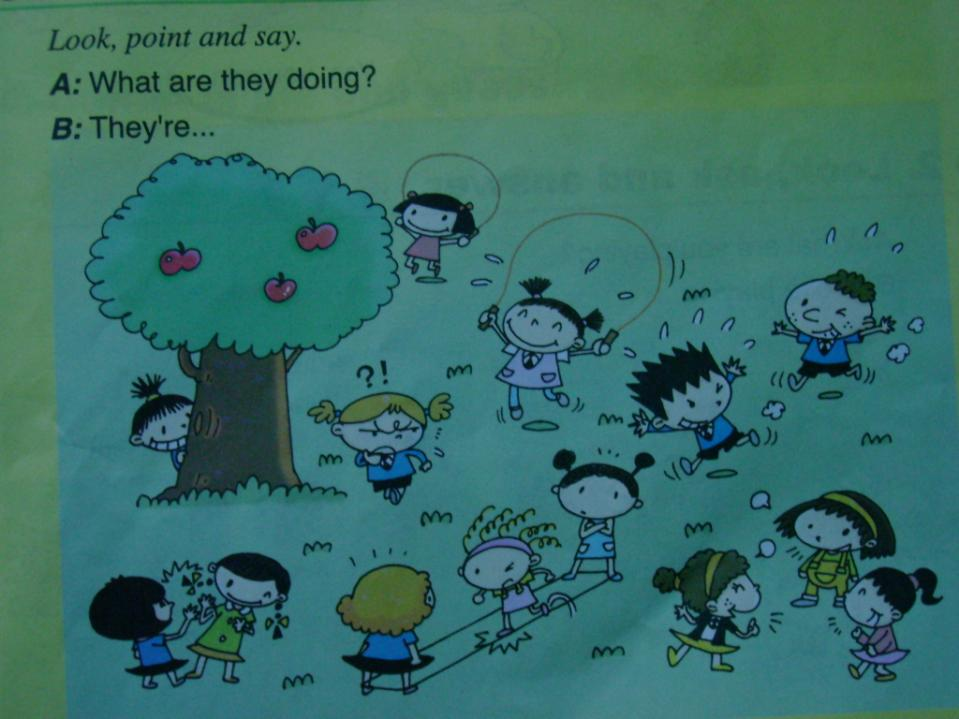 Look, point and say.
A: What are they doing?
B: They're...
?!